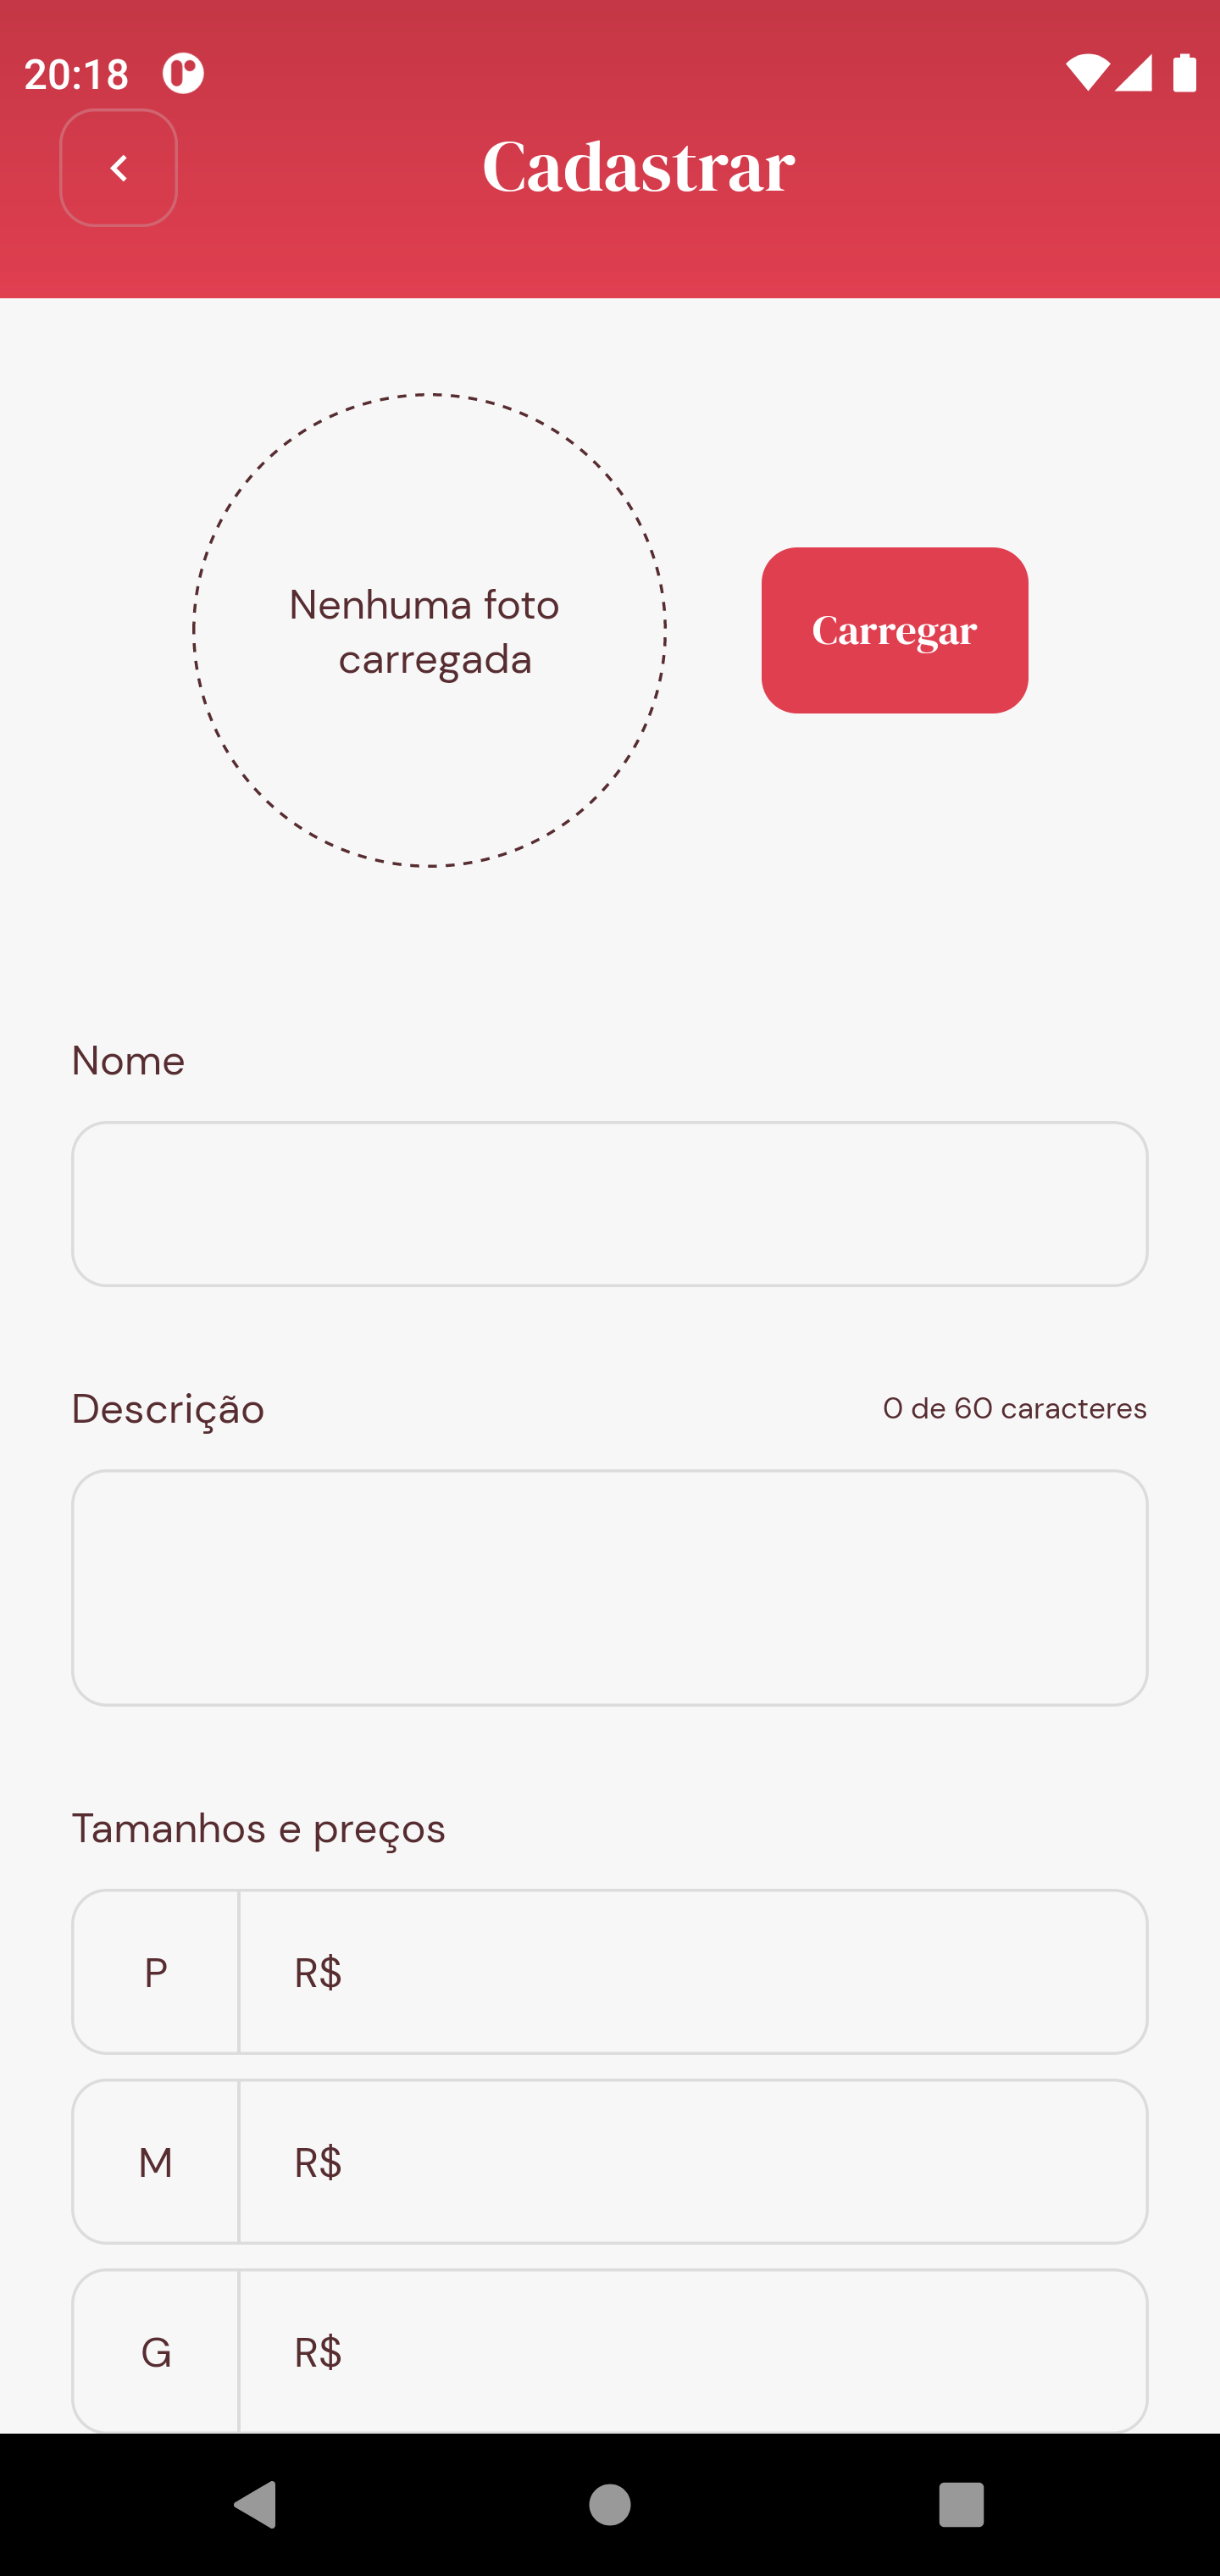 20:18
Cadastrar
Nenhuma foto
carregada
Carregar
Nome
Descrição
0 de 60 caracteres
Tamanhos e preços
P R$
M R$
G R$